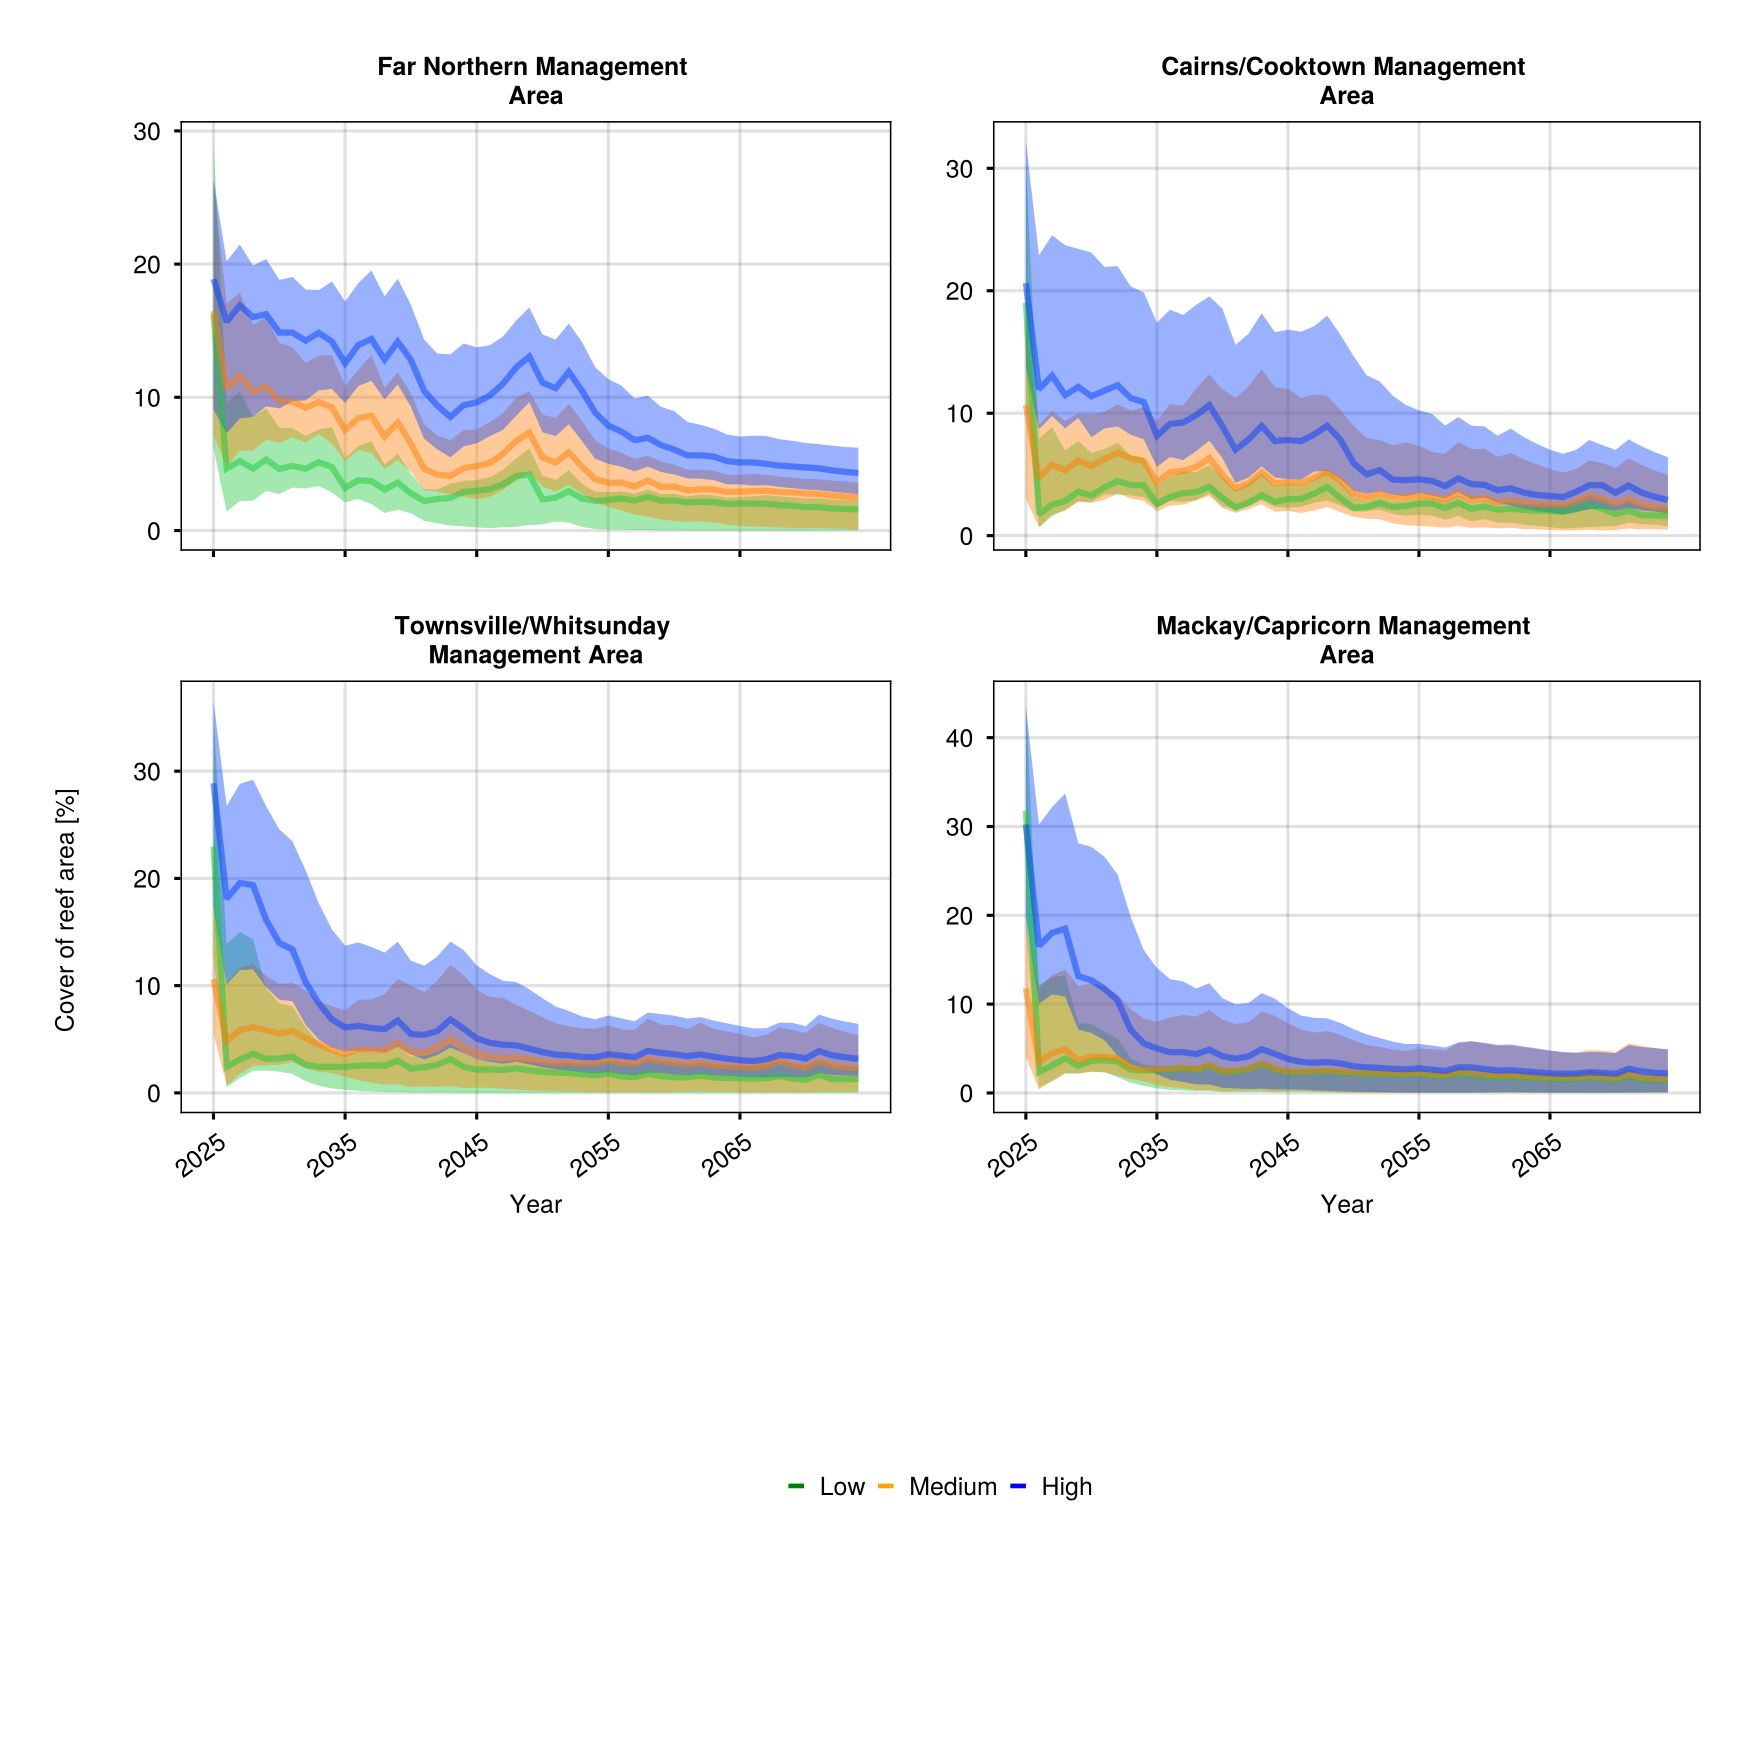 Far Northern Management
Area
30
20
10
0
Cairns/Cooktown Management
Area
30
20
10
0
Townsville/Whitsunday
Management Area
30
20
10
0
2025
2035
2045
2055
2065
Year
Mackay/Capricorn Management
Area
40
30
20
10
0
2025
2035
2045
2055
2065
Year
Cover of reef area [%]
Low Medium High